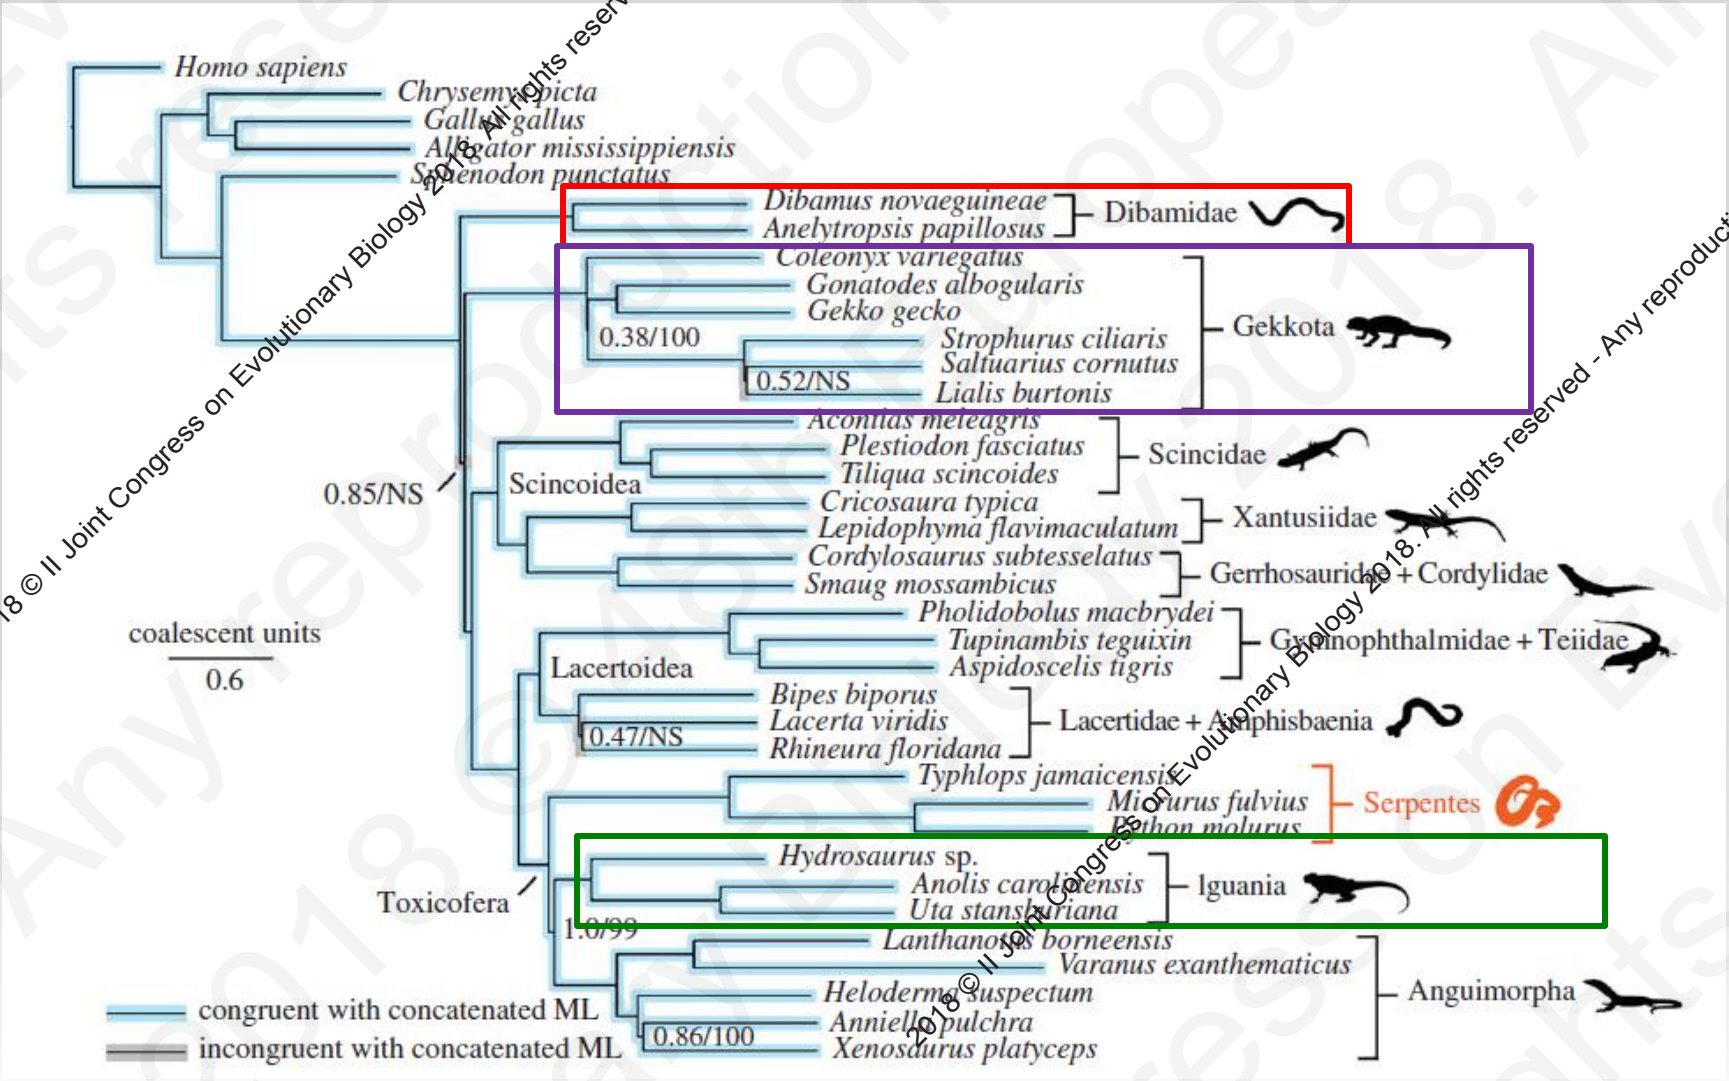 Homo sapiens
Chrysemys picta
Gallus gallus
Alligator mississippiensis
Sphenodon punctatus
Dibamus novaeguineae
Anelytropsis papillosus
Dibamidae
Coleonyx variegatus
Gonatodes albogularis
Gekko gecko
0.38/100
Strophurus ciliaris
Saltuarius cornutus
0.52/NS
Lialis burtonis
Gekkota
Acontias meleagris
Plestiodon fasciatus
Tiliqua scincoides
Scincidae
0.85/NS
Scincoidea
Cricosaura typica
Lepidophyma flavimaculatum
Xantusiidae
Cordylosaurus subtesselatus
Smaug mossambicus
Gerrhosauridae + Cordylidae
coalescent units
0.6
Pholidobolus macbrydei
Tupinambis teguixin
Aspidoscelis tigris
Gymnophthalmidae + Teiidae
Lacertoidea
Bipes biporus
Lacerta viridis
0.47/NS
Rhineura floridana
Lacertidae + Amphisbaenia
Typhlops jamaicensis
Micrurus fulvius
Python molurus
Serpentes
Hydrosaurus sp.
Anolis carolinensis
Uta stansburiana
Iguania
Toxicofera
1.0/99
Lanthanotus borneensis
Varanus exanthematicus
Heloderma suspectum
Anniella pulchra
0.86/100
Xenosaurus platyceps
Anguimorpha
congruent with concatenated ML
incongruent with concatenated ML
18 © II Joint Congress on Evolutionary Biology 2018. All rights reserv
2018 © II Joint Congress on Evolutionary Biology 2018. All rights reserved - Any reproducti